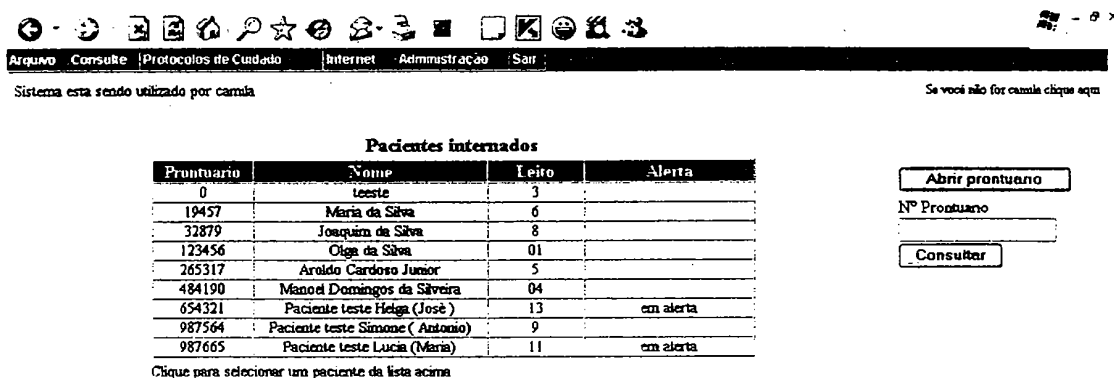 Arquivo Consulte Protocolos de Cuidado Internet Administração Sair
Sistema esta sendo utilizado por camila Se você não for camila clique aqui
Pacientes internados
Prontuario Nome Leito Alerta
0 teeste 3
19457 Maria da Silva 6
32879 Joaquim da Silva 8
123456 Olga da Silva 01
265317 Aroldo Cardoso Junior 5
484190 Manoel Domingos da Silveira 04
654321 Paciente teste Helga (Josè ) 13 em alerta
987564 Paciente teste Simone ( Antonio) 9
987665 Paciente teste Lucia (Maria) 11 em alerta
Clique para selecionar um paciente da lista acima
Abrir prontuario
Nº Prontuario
Consultar